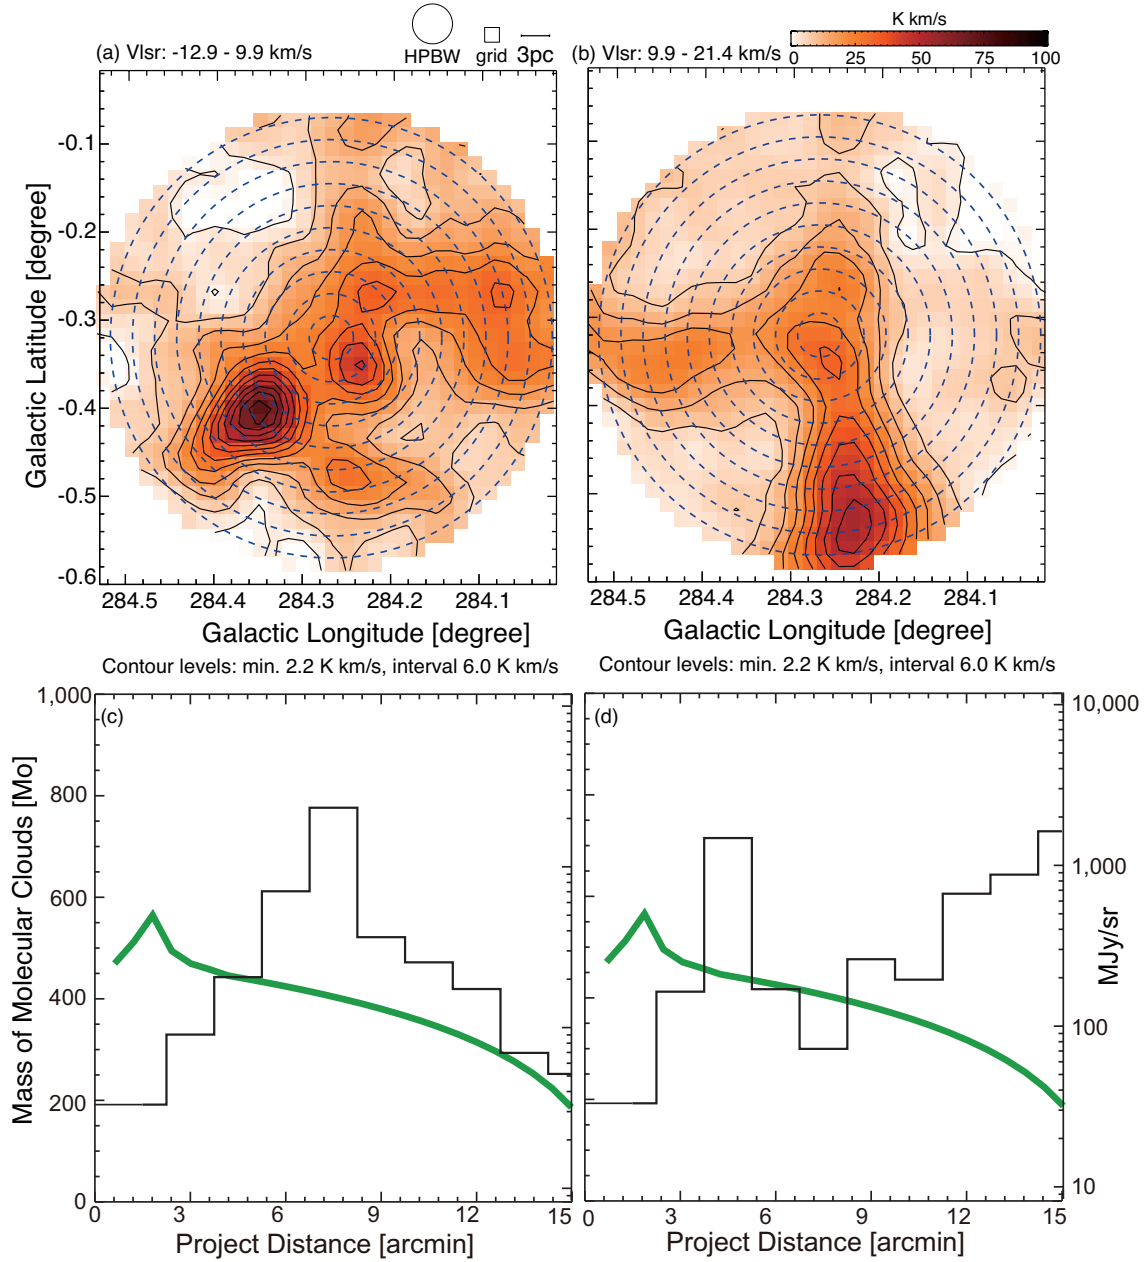 K km/s
(a) Vlsr: -12.9 - 9.9 km/s
HPBW grid 3pc
(b) Vlsr: 9.9 - 21.4 km/s
0 25 50 75 100
-0.1
-0.2
-0.3
-0.4
-0.5
-0.6
Galactic Latitude [degree]
284.5 284.4 284.3 284.2 284.1
284.5 284.4 284.3 284.2 284.1
Galactic Longitude [degree]
Galactic Longitude [degree]
Contour levels: min. 2.2 K km/s, interval 6.0 K km/s
Contour levels: min. 2.2 K km/s, interval 6.0 K km/s
(c)
1,000
800
600
400
200
0
Mass of Molecular Clouds [Mo]
0 3 6 9 12 15
Project Distance [arcmin]
(d)
10,000
1,000
100
10
MJy/sr
0 3 6 9 12 15
Project Distance [arcmin]